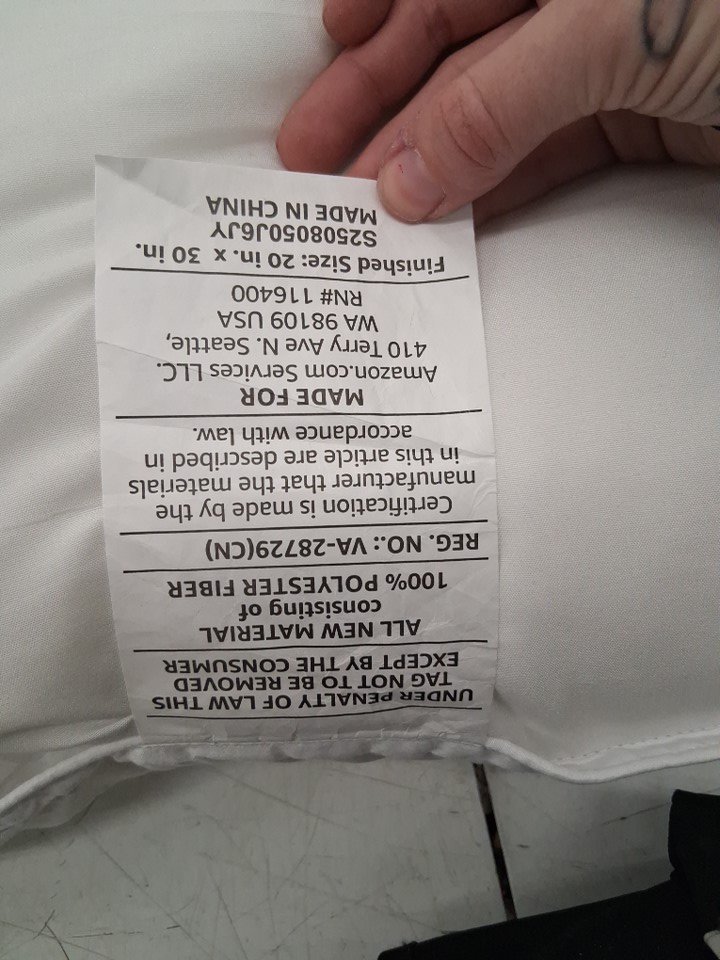 UNDER PENALTY OF LAW THIS
TAG NOT TO BE REMOVED
EXCEPT BY THE CONSUMER
ALL NEW MATERIAL
consisting of
100% POLYESTER FIBER
REG. NO.: VA-28729(CN)
Certification is made by the
manufacturer that the materials
in this article are described in
accordance with law.
MADE FOR
Amazon.com Services LLC.
410 Terry Ave N. Seattle,
WA 98109 USA
RN# 116400
Finished Size: 20 in. x 30 in.
S2508050J6JY
MADE IN CHINA